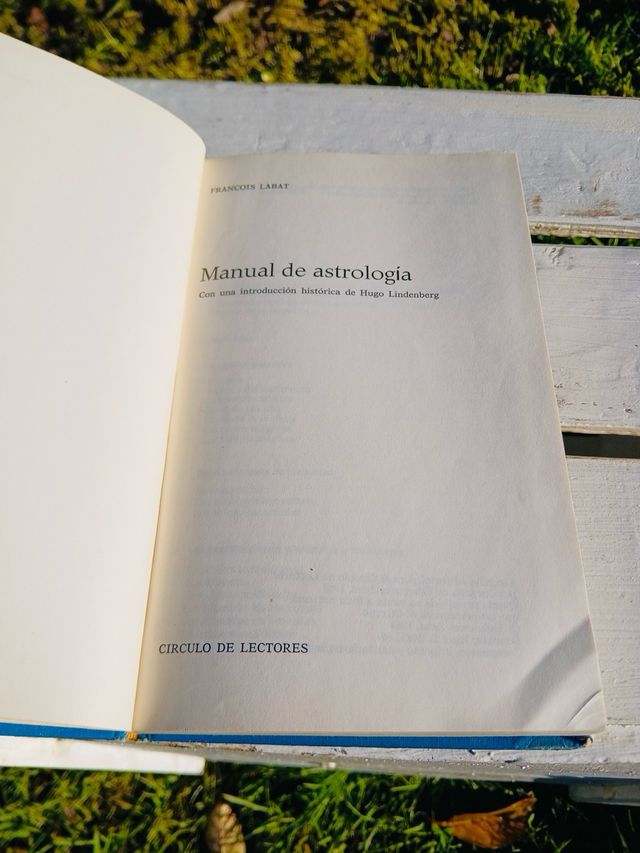 FRANCOIS LABAT
Manual de astrología
Con una introducción histórica de Hugo Lindenberg
CIRCULO DE LECTORES